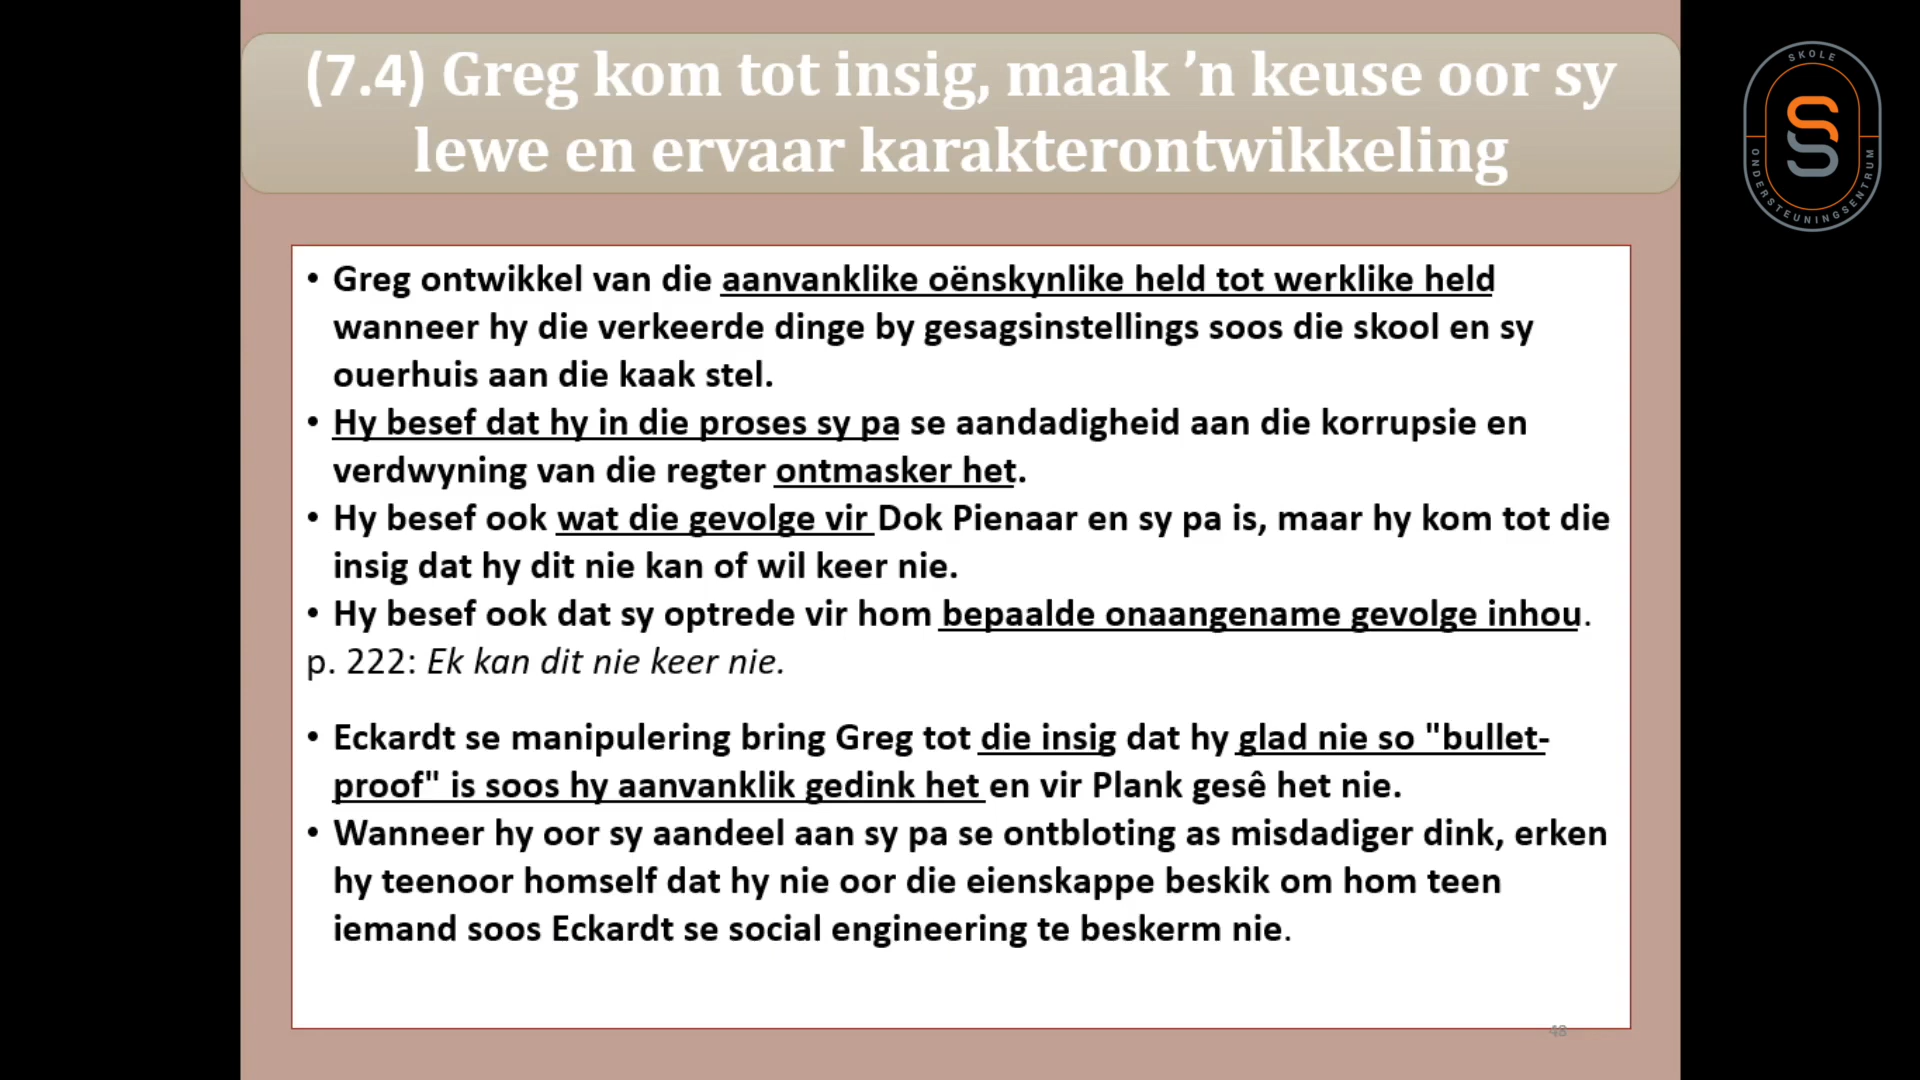 (7.4) Greg kom tot insig, maak ’n keuse oor sy
lewe en ervaar karakterontwikkeling
SKOLE
ONDERSTEUNINGSENTRUM
• Greg ontwikkel van die aanvanklike oënskynlike held tot werklike held
wanneer hy die verkeerde dinge by gesagsinstellings soos die skool en sy
ouerhuis aan die kaak stel.
• Hy besef dat hy in die proses sy pa se aandadigheid aan die korrupsie en
verdwyning van die regter ontmasker het.
• Hy besef ook wat die gevolge vir Dok Pienaar en sy pa is, maar hy kom tot die
insig dat hy dit nie kan of wil keer nie.
• Hy besef ook dat sy optrede vir hom bepaalde onaangename gevolge inhou.
p. 222: Ek kan dit nie keer nie.
• Eckardt se manipulering bring Greg tot die insig dat hy glad nie so "bullet-
proof" is soos hy aanvanklik gedink het en vir Plank gesê het nie.
• Wanneer hy oor sy aandeel aan sy pa se ontbloting as misdadiger dink, erken
hy teenoor homself dat hy nie oor die eienskappe beskik om hom teen
iemand soos Eckardt se social engineering te beskerm nie.
48